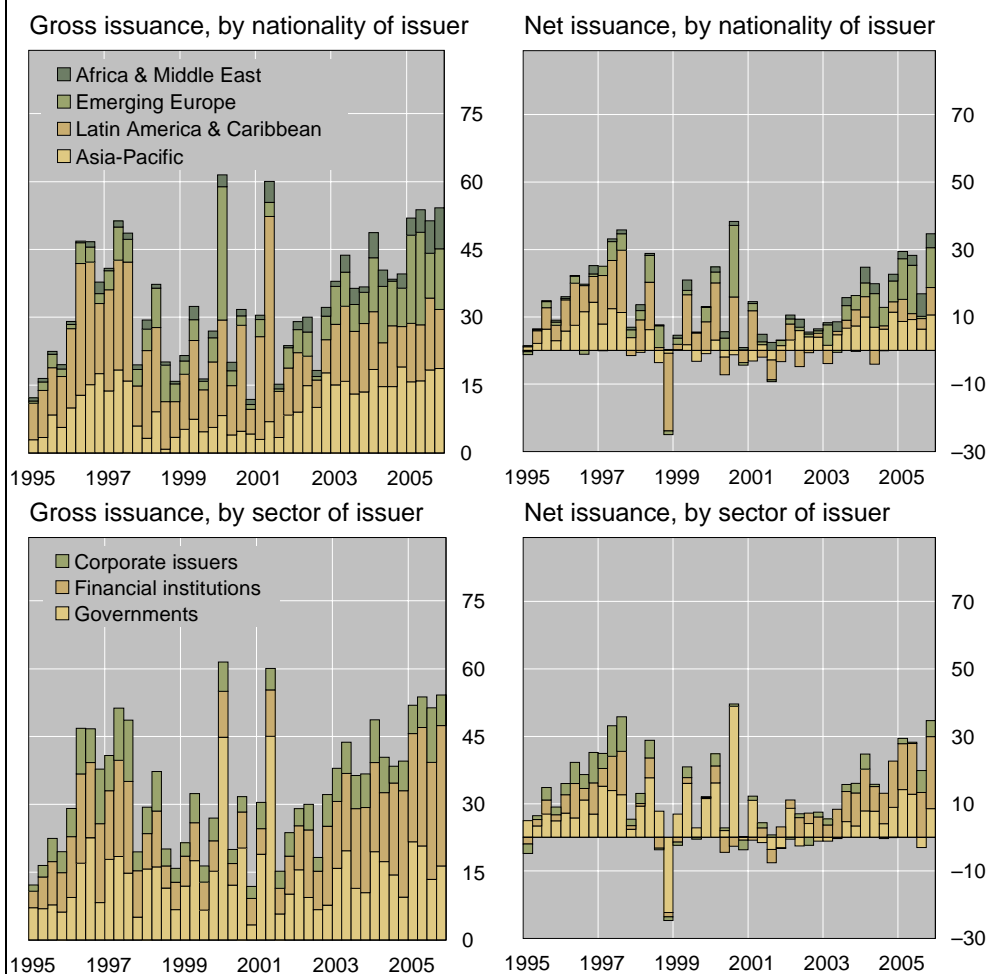 Gross issuance, by nationality of issuer
Africa & Middle East
Emerging Europe
Latin America & Caribbean
Asia-Pacific
75
60
45
30
15
0
1995 1997 1999 2001 2003 2005
Net issuance, by nationality of issuer
70
50
30
10
–10
–30
1995 1997 1999 2001 2003 2005
Gross issuance, by sector of issuer
Corporate issuers
Financial institutions
Governments
75
60
45
30
15
0
1995 1997 1999 2001 2003 2005
Net issuance, by sector of issuer
70
50
30
10
–10
–30
1995 1997 1999 2001 2003 2005